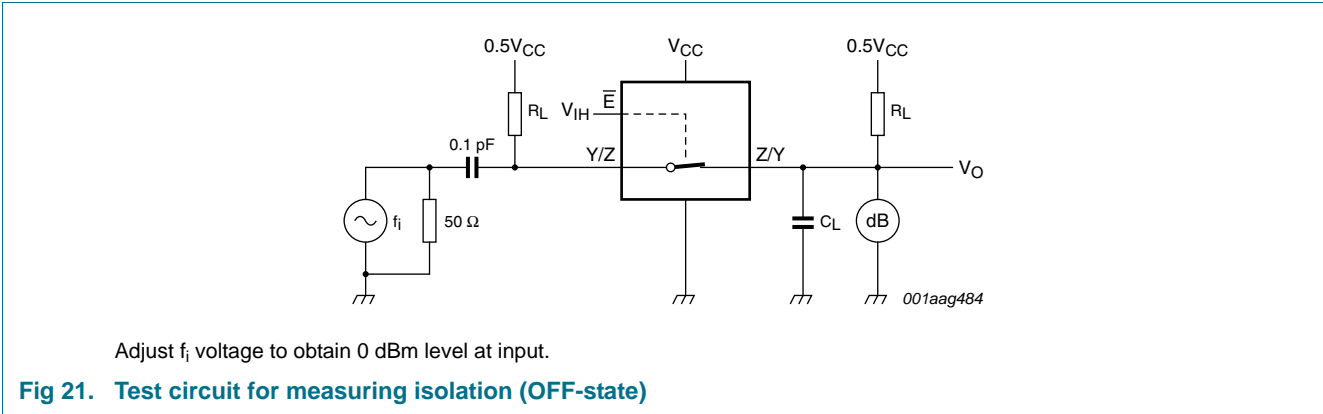 0.5VCC
VCC
0.5VCC
RL
VIH
E̅
RL
0.1 pF
Y/Z
Z/Y
VO
fi
50 Ω
CL
dB
001aag484
Adjust fi voltage to obtain 0 dBm level at input.
Fig 21. Test circuit for measuring isolation (OFF-state)